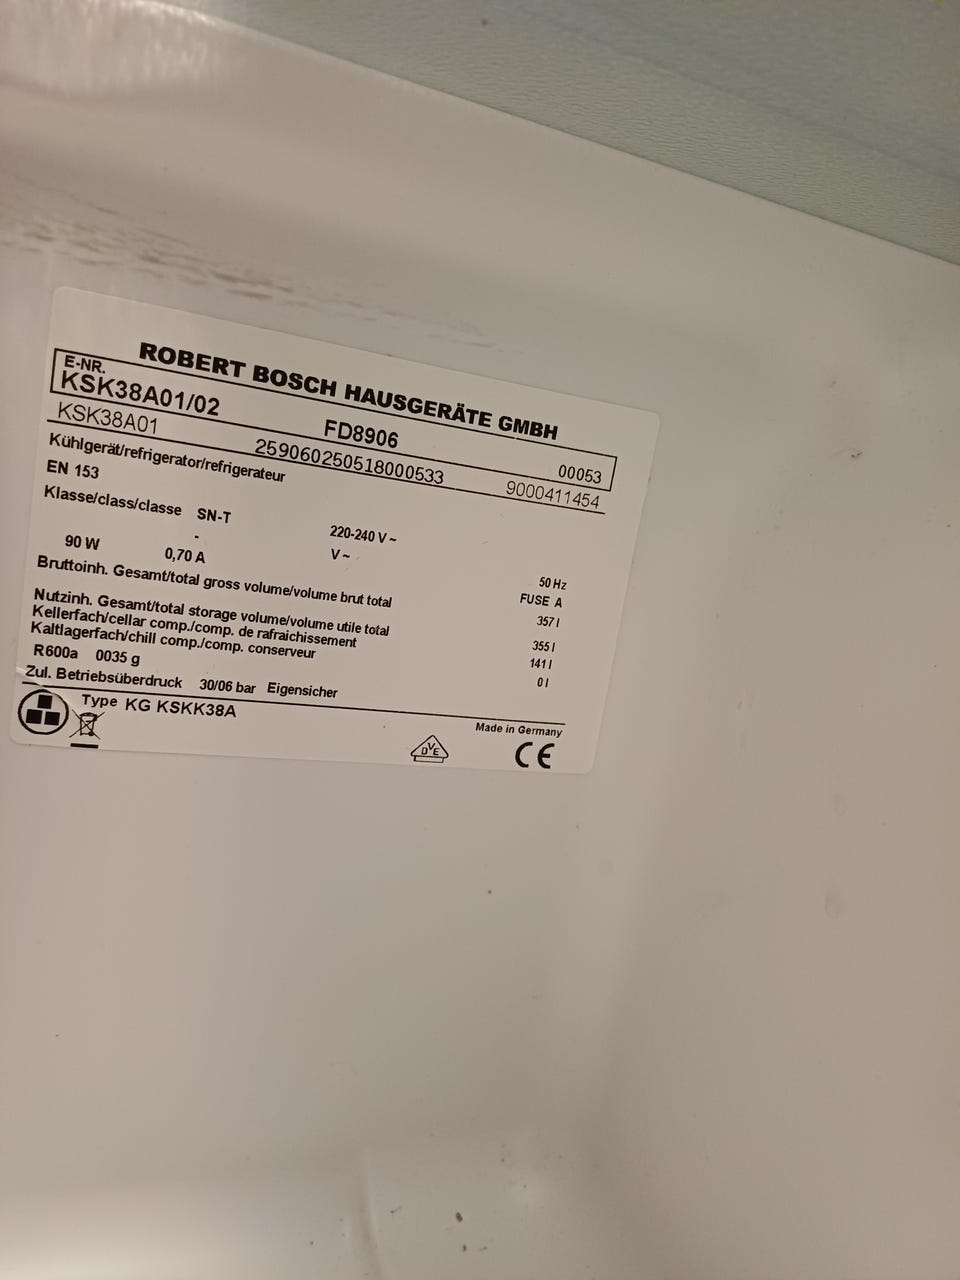 ROBERT BOSCH HAUSGERÄTE GMBH
E-NR.
KSK38A01/02 FD8906 00053
KSK38A01 259060250518000533 9000411454
Kühlgerät/refrigerator/refrigerateur
EN 153
Klasse/class/classe SN-T 220-240 V ~ 50 Hz
- V ~ FUSE A
90 W 0,70 A
Bruttoinh. Gesamt/total gross volume/volume brut total 357 l
Nutzinh. Gesamt/total storage volume/volume utile total 355 l
Kellerfach/cellar comp./comp. de rafraichissement 141 l
Kaltlagerfach/chill comp./comp. conserveur 0 l
R600a 0035 g
Zul. Betriebsüberdruck 30/06 bar Eigensicher
Type KG KSKK38A Made in Germany
DVE CE